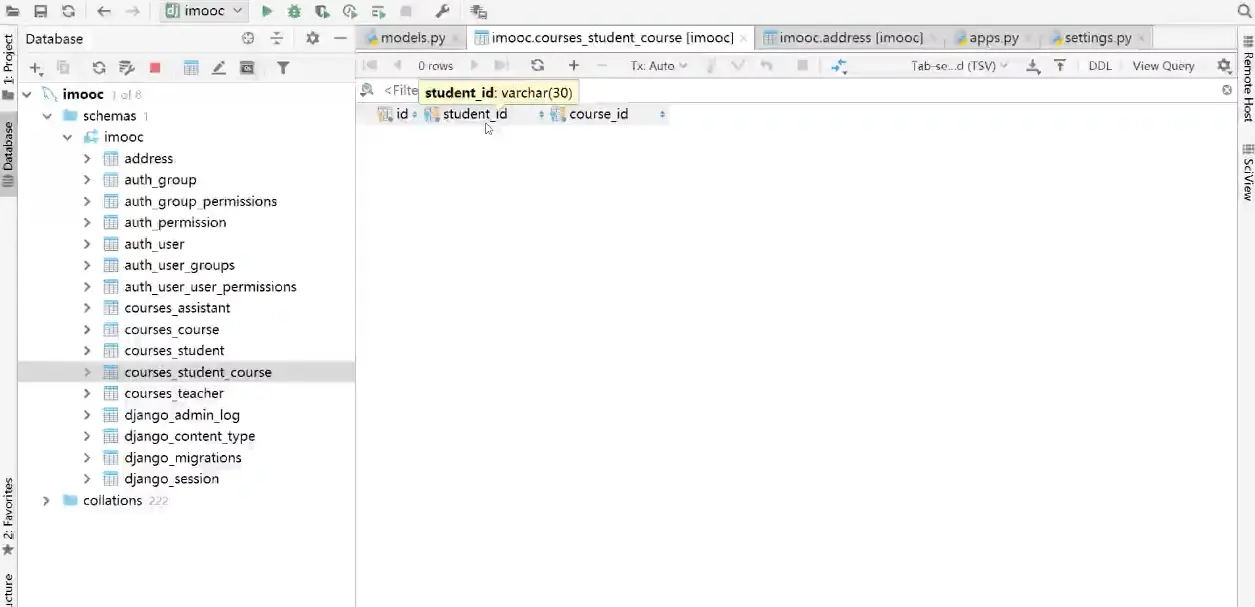 imooc
Database
models.py
imooc.courses_student_course [imooc]
imooc.address [imooc]
apps.py
settings.py
0 rows
Tx: Auto
Tab-se...d (TSV)
DDL
View Query
<Filte
student_id: varchar(30)
id
student_id
course_id
imooc 1 of 8
schemas 1
imooc
address
auth_group
auth_group_permissions
auth_permission
auth_user
auth_user_groups
auth_user_user_permissions
courses_assistant
courses_course
courses_student
courses_student_course
courses_teacher
django_admin_log
django_content_type
django_migrations
django_session
collations 222
1: Project
Database
2: Favorites
ucture
Remote Host
SciView